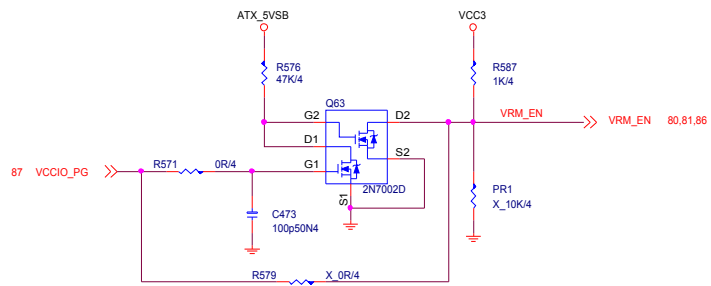 ATX_5VSB
VCC3
R576
47K/4
R587
1K/4
Q63
G2
D2
VRM_EN
VRM_EN 80,81,86
D1
S2
87 VCCIO_PG
R571
0R/4
G1
2N7002D
S1
C473
100p50N4
PR1
X_10K/4
R579
X_0R/4